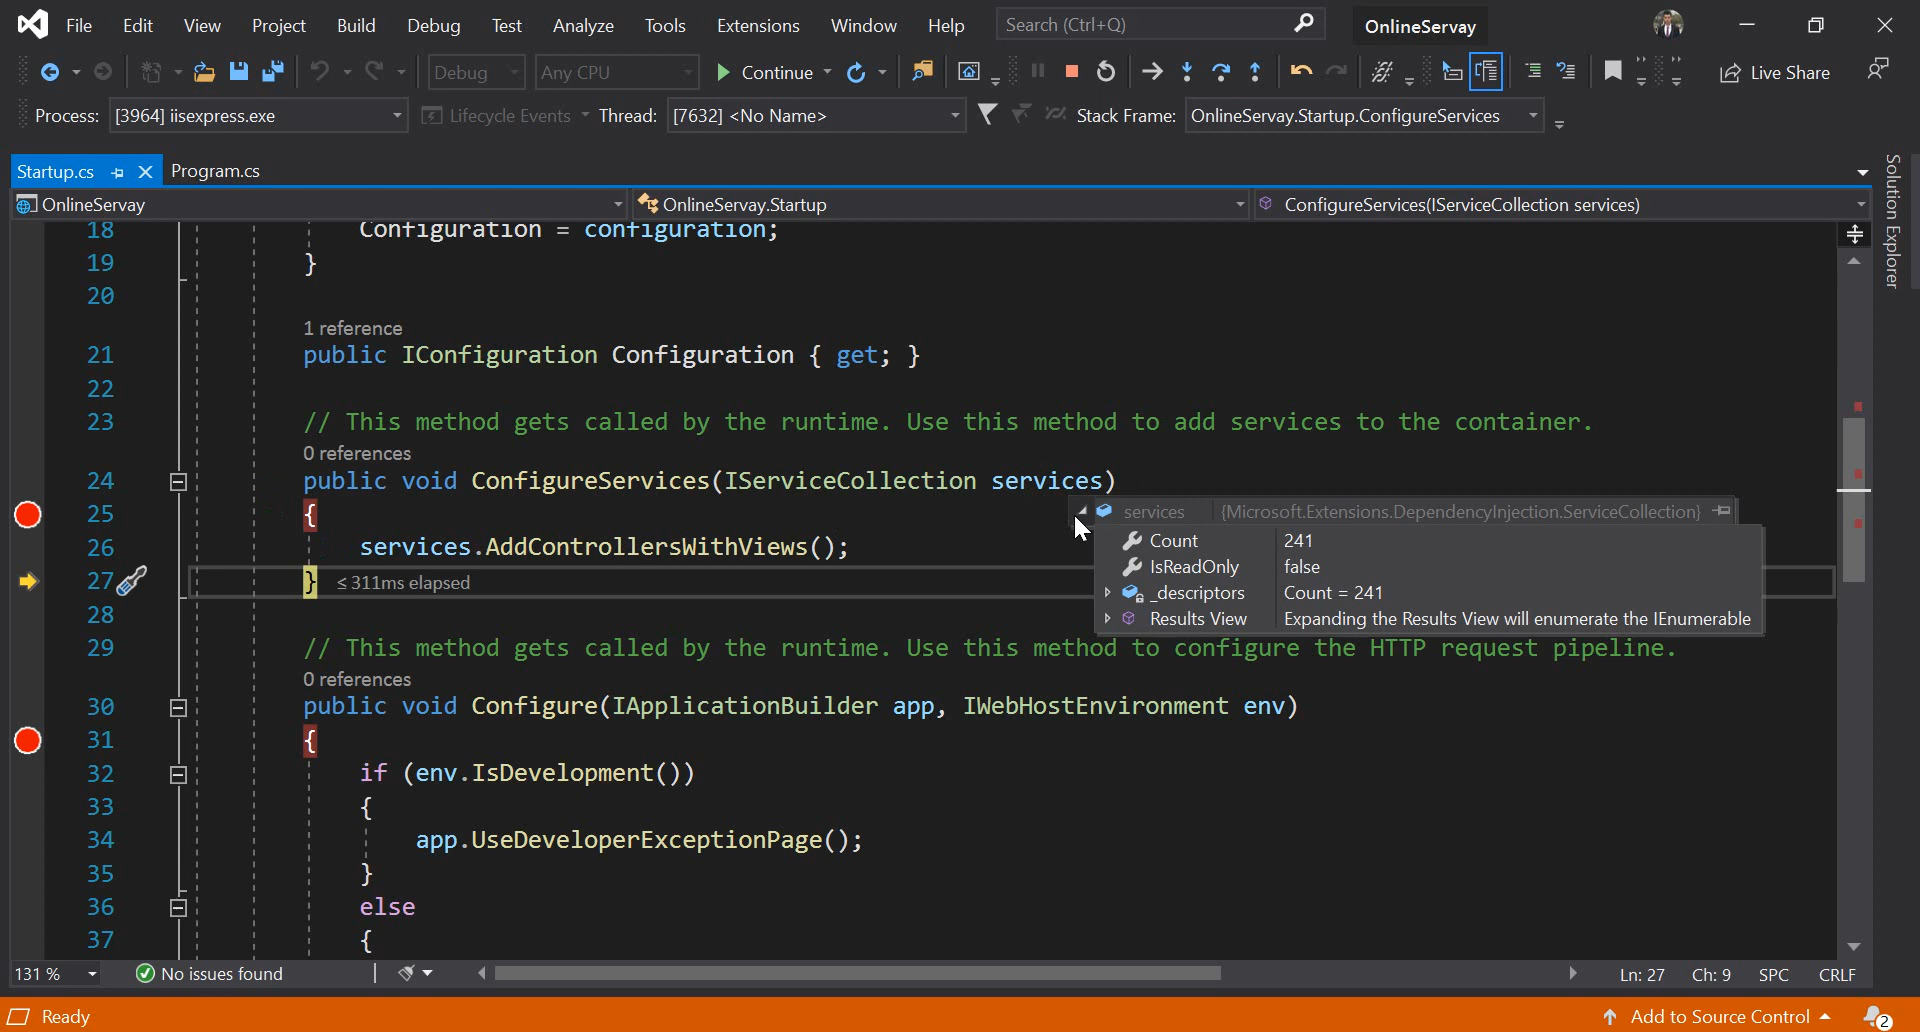 File Edit View Project Build Debug Test Analyze Tools Extensions Window Help Search (Ctrl+Q) OnlineServay
Debug Any CPU Continue Live Share
Process: [3964] iisexpress.exe Lifecycle Events Thread: [7632] <No Name> Stack Frame: OnlineServay.Startup.ConfigureServices
Startup.cs Program.cs
Solution Explorer
OnlineServay OnlineServay.Startup ConfigureServices(IServiceCollection services)
18 Configuration = configuration;
19 }
20
1 reference
21 public IConfiguration Configuration { get; }
22
23 // This method gets called by the runtime. Use this method to add services to the container.
0 references
24 public void ConfigureServices(IServiceCollection services)
25 {
services {Microsoft.Extensions.DependencyInjection.ServiceCollection}
Count 241
26 services.AddControllersWithViews();
IsReadOnly false
27 } ≤ 311ms elapsed
_descriptors Count = 241
28
Results View Expanding the Results View will enumerate the IEnumerable
29 // This method gets called by the runtime. Use this method to configure the HTTP request pipeline.
0 references
30 public void Configure(IApplicationBuilder app, IWebHostEnvironment env)
31 {
32 if (env.IsDevelopment())
33 {
34 app.UseDeveloperExceptionPage();
35 }
36 else
37 {
131 % No issues found Ln: 27 Ch: 9 SPC CRLF
Ready Add to Source Control 2